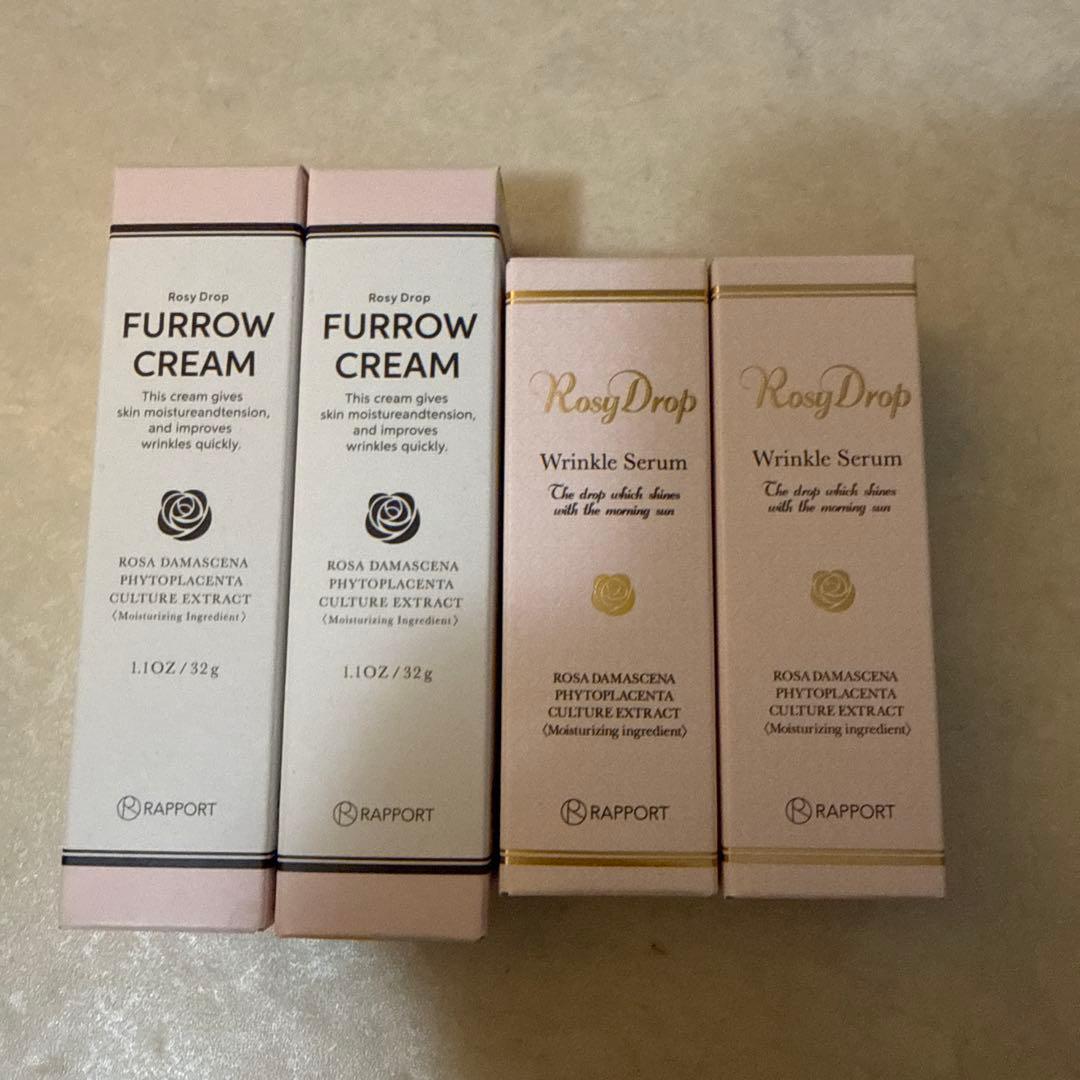 Rosy Drop
FURROW
CREAM
This cream gives
skin moistureandtension,
and improves
wrinkles quickly.
ROSA DAMASCENA
PHYTOPLACENTA
CULTURE EXTRACT
〈Moisturizing Ingredient〉
1.1OZ / 32g
RAPPORT
Rosy Drop
FURROW
CREAM
This cream gives
skin moistureandtension,
and improves
wrinkles quickly.
ROSA DAMASCENA
PHYTOPLACENTA
CULTURE EXTRACT
〈Moisturizing Ingredient〉
1.1OZ / 32g
RAPPORT
Rosy Drop
Wrinkle Serum
The drop which shines
with the morning sun
ROSA DAMASCENA
PHYTOPLACENTA
CULTURE EXTRACT
〈Moisturizing ingredient〉
RAPPORT
Rosy Drop
Wrinkle Serum
The drop which shines
with the morning sun
ROSA DAMASCENA
PHYTOPLACENTA
CULTURE EXTRACT
〈Moisturizing ingredient〉
RAPPORT